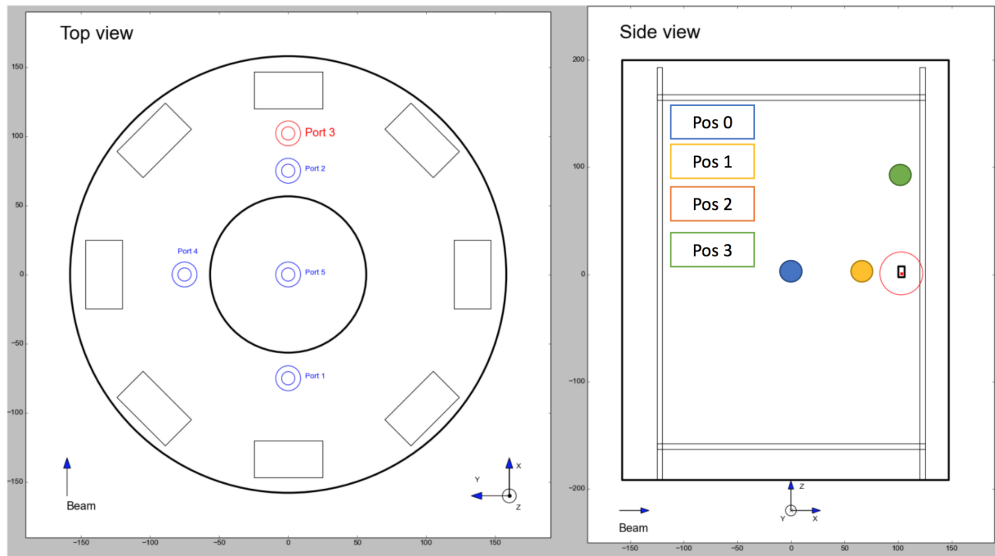 Top view
150
100
50
0
−50
−100
−150
Port 3
Port 2
Port 4
Port 5
Port 1
Beam
X
Y
Z
−150 −100 −50 0 50 100 150
Side view
200
100
0
−100
−200
Pos 0
Pos 1
Pos 2
Pos 3
Z
Y
X
Beam
−150 −100 −50 0 50 100 150